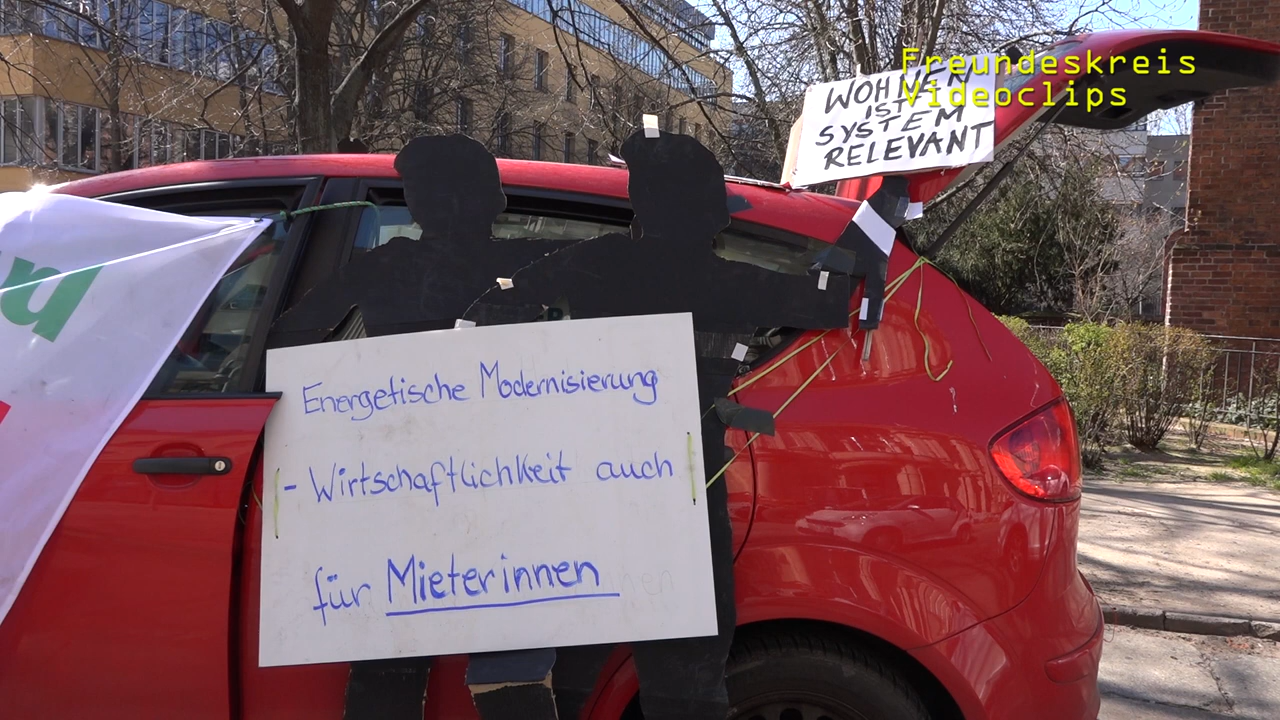 Freundeskreis
Videoclips
WOHNEN
IST
SYSTEM
RELEVANT
Energetische Modernisierung
- Wirtschaftlichkeit auch
für Mieterinnen